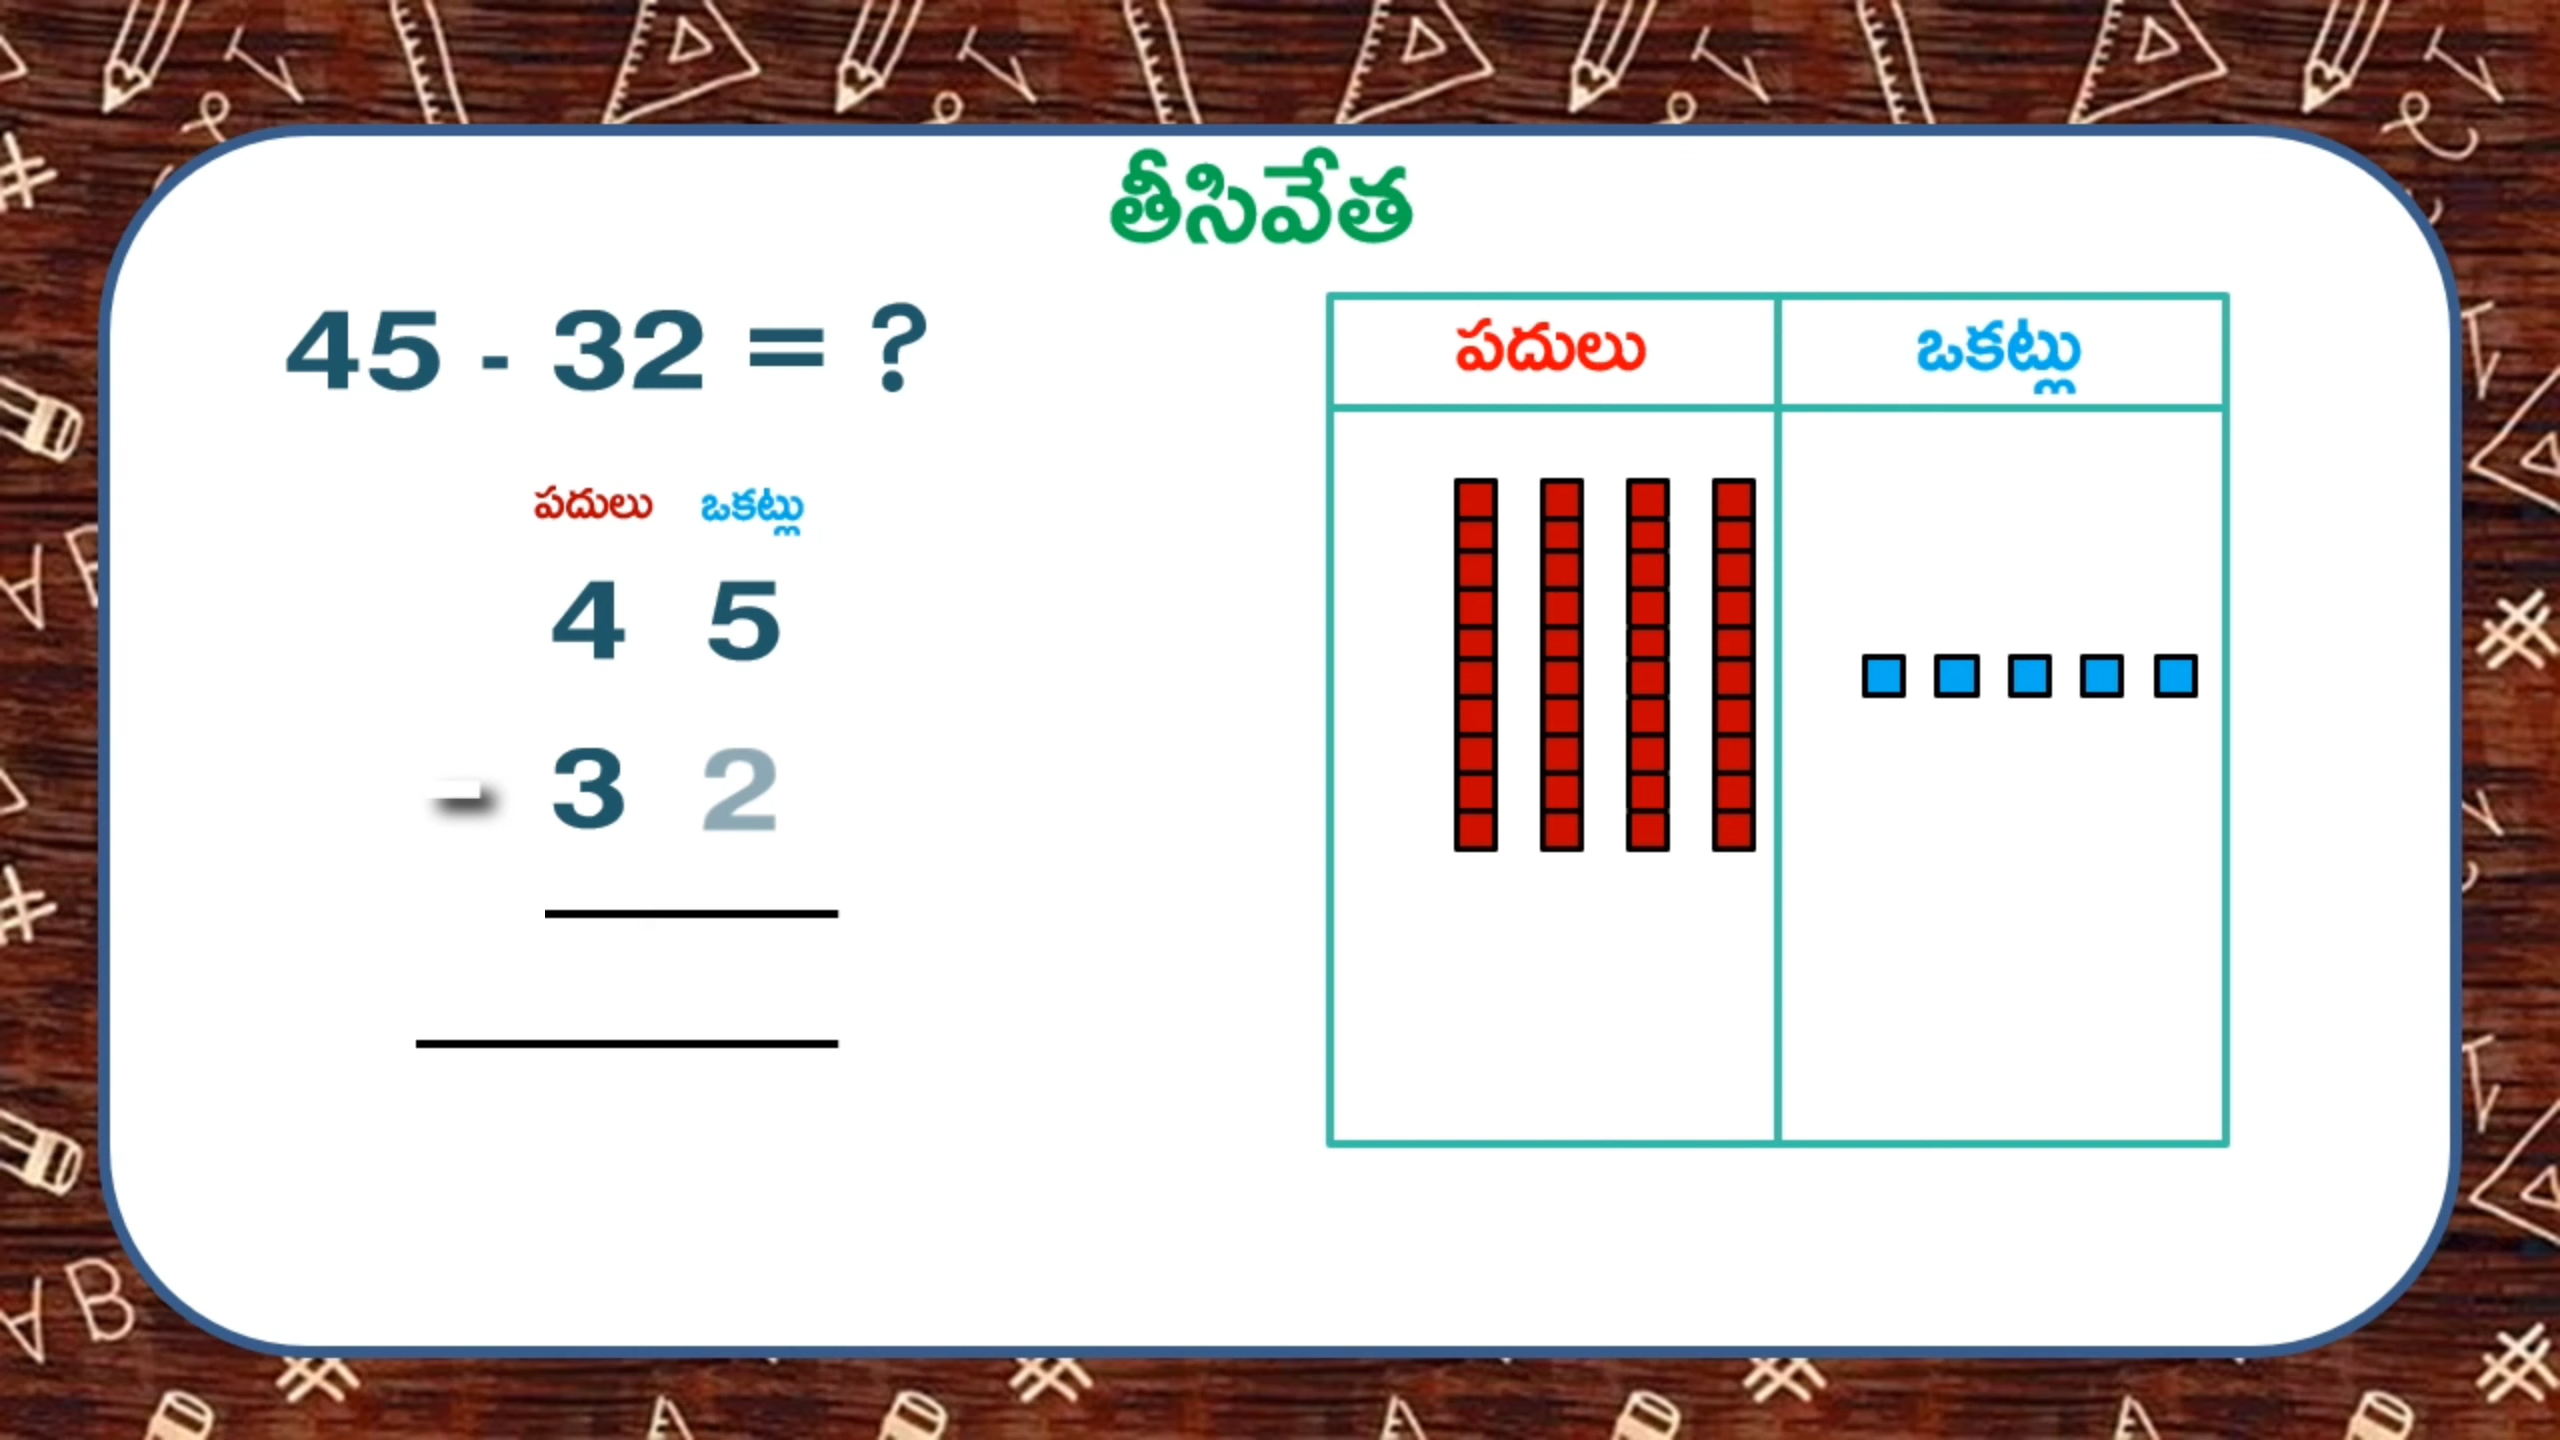 తీసివేత
45 - 32 = ?
పదులు ఒకట్లు
4 5
- 3 2
పదులు ఒకట్లు